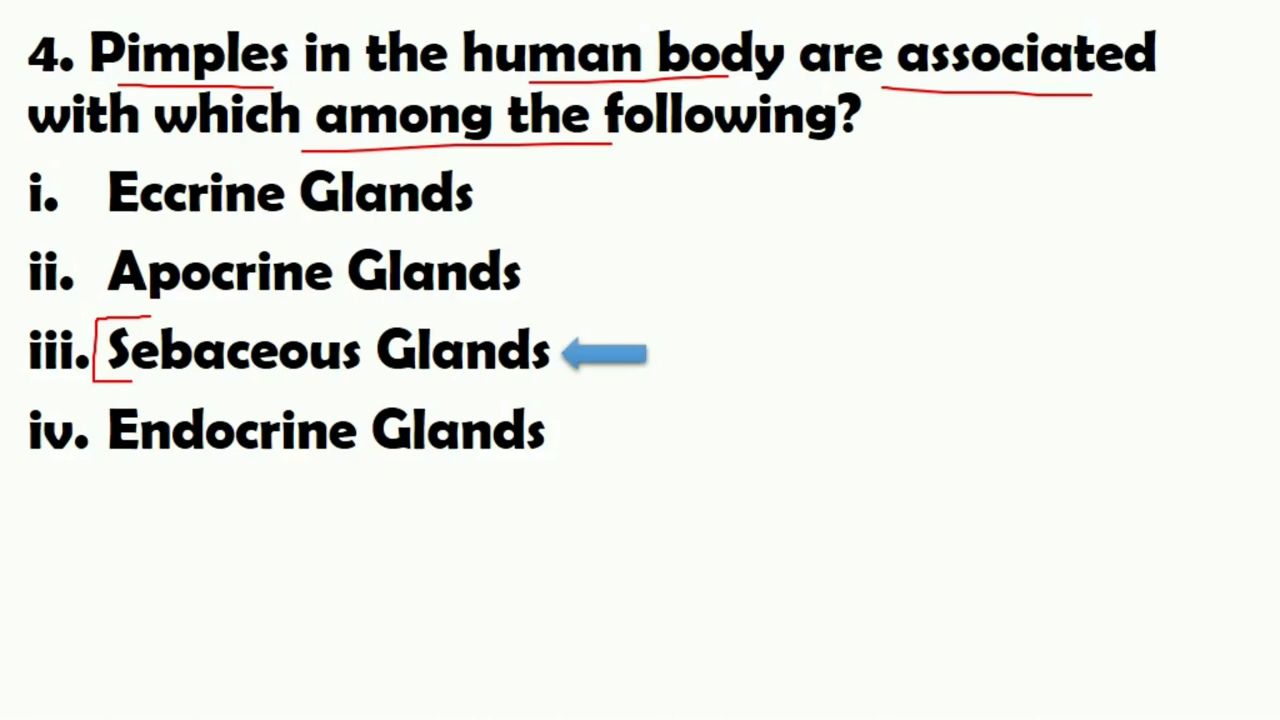 4. Pimples in the human body are associated
with which among the following?
i. Eccrine Glands
ii. Apocrine Glands
iii. Sebaceous Glands
iv. Endocrine Glands